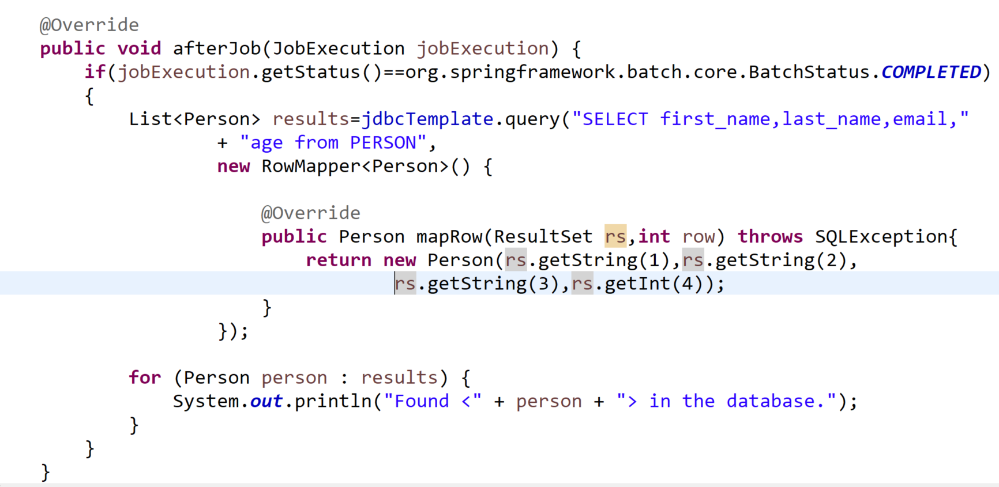 @Override
public void afterJob(JobExecution jobExecution) {
if(jobExecution.getStatus()==org.springframework.batch.core.BatchStatus.COMPLETED)
{
List<Person> results=jdbcTemplate.query("SELECT first_name,last_name,email,"
+ "age from PERSON",
new RowMapper<Person>() {
@Override
public Person mapRow(ResultSet rs,int row) throws SQLException{
return new Person(rs.getString(1),rs.getString(2),
rs.getString(3),rs.getInt(4));
}
});
for (Person person : results) {
System.out.println("Found <" + person + "> in the database.");
}
}
}